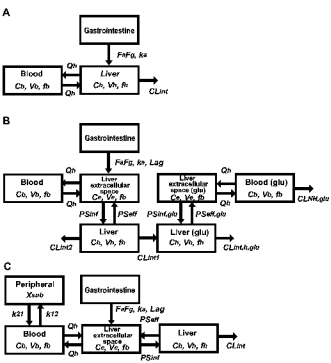 A
Gastrointestine
FaFg, ka
Blood
Cb, Vb, fb
Qh
Qh
Liver
Ch, Vh, fh
CLint
B
Gastrointestine
FaFg, ka, Lag
Blood
Cb, Vb, fb
Qh
Qh
Liver
extracellular
space
Ce, Ve, fb
Liver
extracellular
space (glu)
Ce, Ve, fb
Qh
Qh
Blood (glu)
Cb, Vb, fb
CLNH,glu
PSinf
PSeff
PSinf,glu
PSeff,glu
CLint2
Liver
Ch, Vh, fh
CLint1
Liver (glu)
Ch, Vh, fh
CLint,h,glu
C
Peripheral
Xsub
k21
k12
Gastrointestine
FaFg, ka, Lag
PSeff
Blood
Cb, Vb, fb
Qh
Qh
Liver
extracellular
space
Ce, Ve, fb
PSinf
Liver
Ch, Vh, fh
CLint